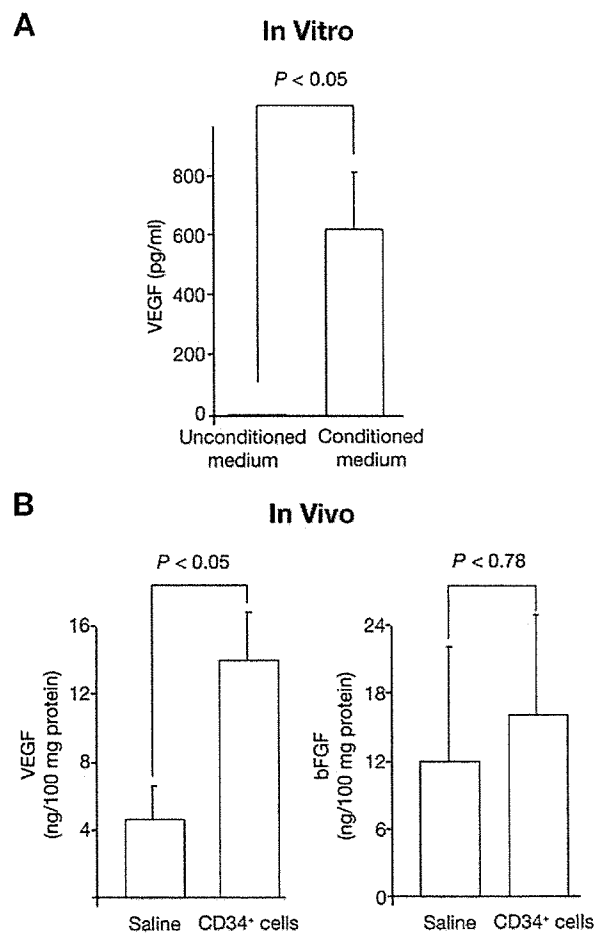 A
In Vitro
P < 0.05
VEGF (pg/ml)
800
600
400
200
0
Unconditioned medium
Conditioned medium
B
In Vivo
P < 0.05
VEGF
(ng/100 mg protein)
16
12
8
4
Saline
CD34⁺ cells
P < 0.78
bFGF
(ng/100 mg protein)
24
18
12
6
0
Saline
CD34⁺ cells